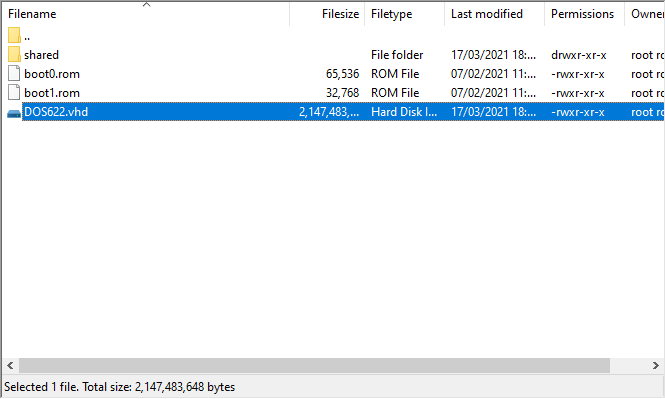 Filename Filesize Filetype Last modified Permissions Owne
..
shared File folder 17/03/2021 18:... drwxr-xr-x root ro
boot0.rom 65,536 ROM File 07/02/2021 11:... -rwxr-xr-x root ro
boot1.rom 32,768 ROM File 07/02/2021 11:... -rwxr-xr-x root ro
DOS622.vhd 2,147,483,... Hard Disk I... 17/03/2021 18:... -rwxr-xr-x root ro
Selected 1 file. Total size: 2,147,483,648 bytes